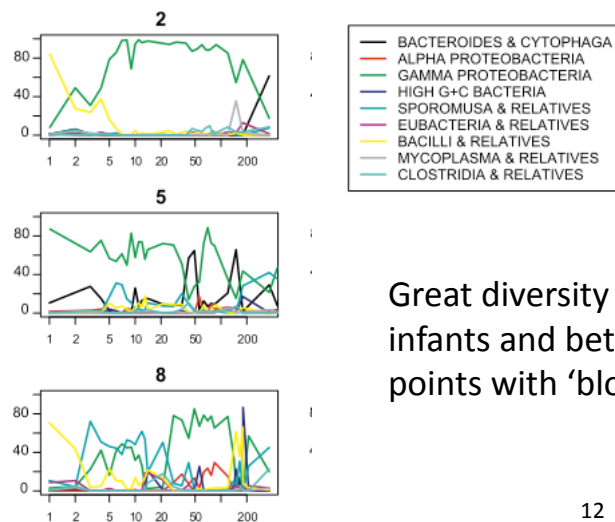 2
80
40
0
1 2 5 10 20 50 200
BACTEROIDES & CYTOPHAGA
ALPHA PROTEOBACTERIA
GAMMA PROTEOBACTERIA
HIGH G+C BACTERIA
SPOROMUSA & RELATIVES
EUBACTERIA & RELATIVES
BACILLI & RELATIVES
MYCOPLASMA & RELATIVES
CLOSTRIDIA & RELATIVES
5
80
40
0
1 2 5 10 20 50 200
Great diversity
infants and bet
points with ‘blo
8
80
40
0
1 2 5 10 20 50 200
12